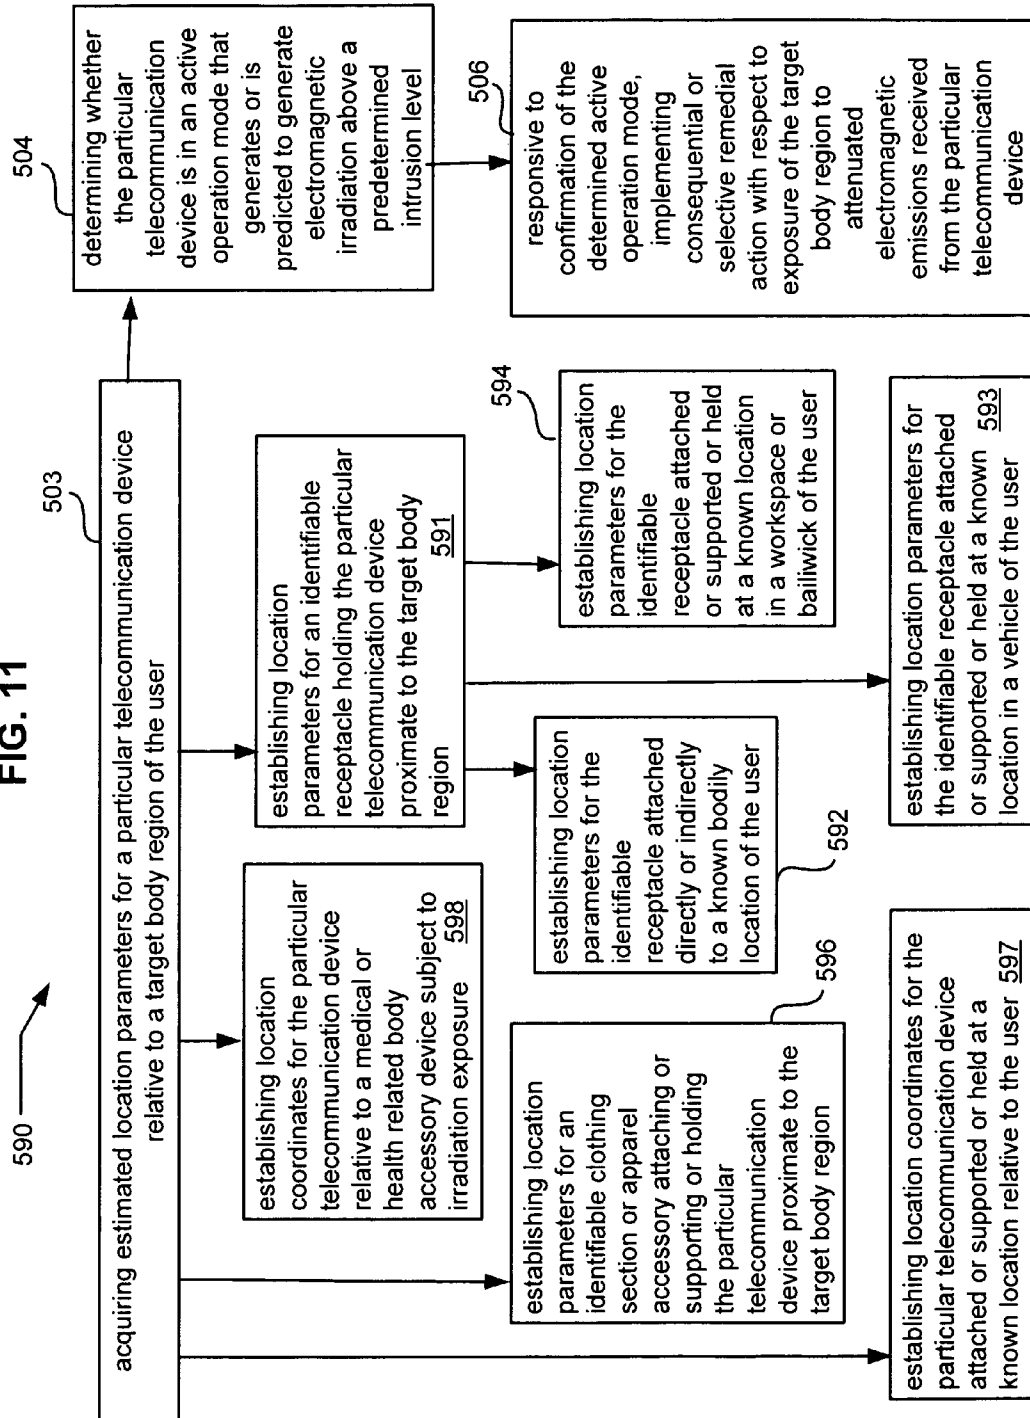 FIG. 11
590
503
acquiring estimated location parameters for a particular telecommunication device
relative to a target body region of the user
504
determining whether
the particular
telecommunication
device is in an active
operation mode that
generates or is
predicted to generate
electromagnetic
irradiation above a
predetermined
intrusion level
506
responsive to
confirmation of the
determined active
operation mode,
implementing
consequential or
selective remedial
action with respect to
exposure of the target
body region to
attenuated
electromagnetic
emissions received
from the particular
telecommunication
device
establishing location
coordinates for the particular
telecommunication device
relative to a medical or
health related body
accessory device subject to
irradiation exposure 598
establishing location
parameters for an identifiable
receptacle holding the particular
telecommunication device
proximate to the target body
region 591
594
establishing location
parameters for the
identifiable
receptacle attached
or supported or held
at a known location
in a workspace or
bailiwick of the user
establishing location
parameters for the
identifiable
receptacle attached
directly or indirectly
to a known bodily
location of the user
592
596
establishing location
parameters for an
identifiable clothing
section or apparel
accessory attaching or
supporting or holding
the particular
telecommunication
device proximate to the
target body region
establishing location coordinates for the
particular telecommunication device
attached or supported or held at a
known location relative to the user 597
establishing location parameters for
the identifiable receptacle attached
or supported or held at a known
location in a vehicle of the user 593